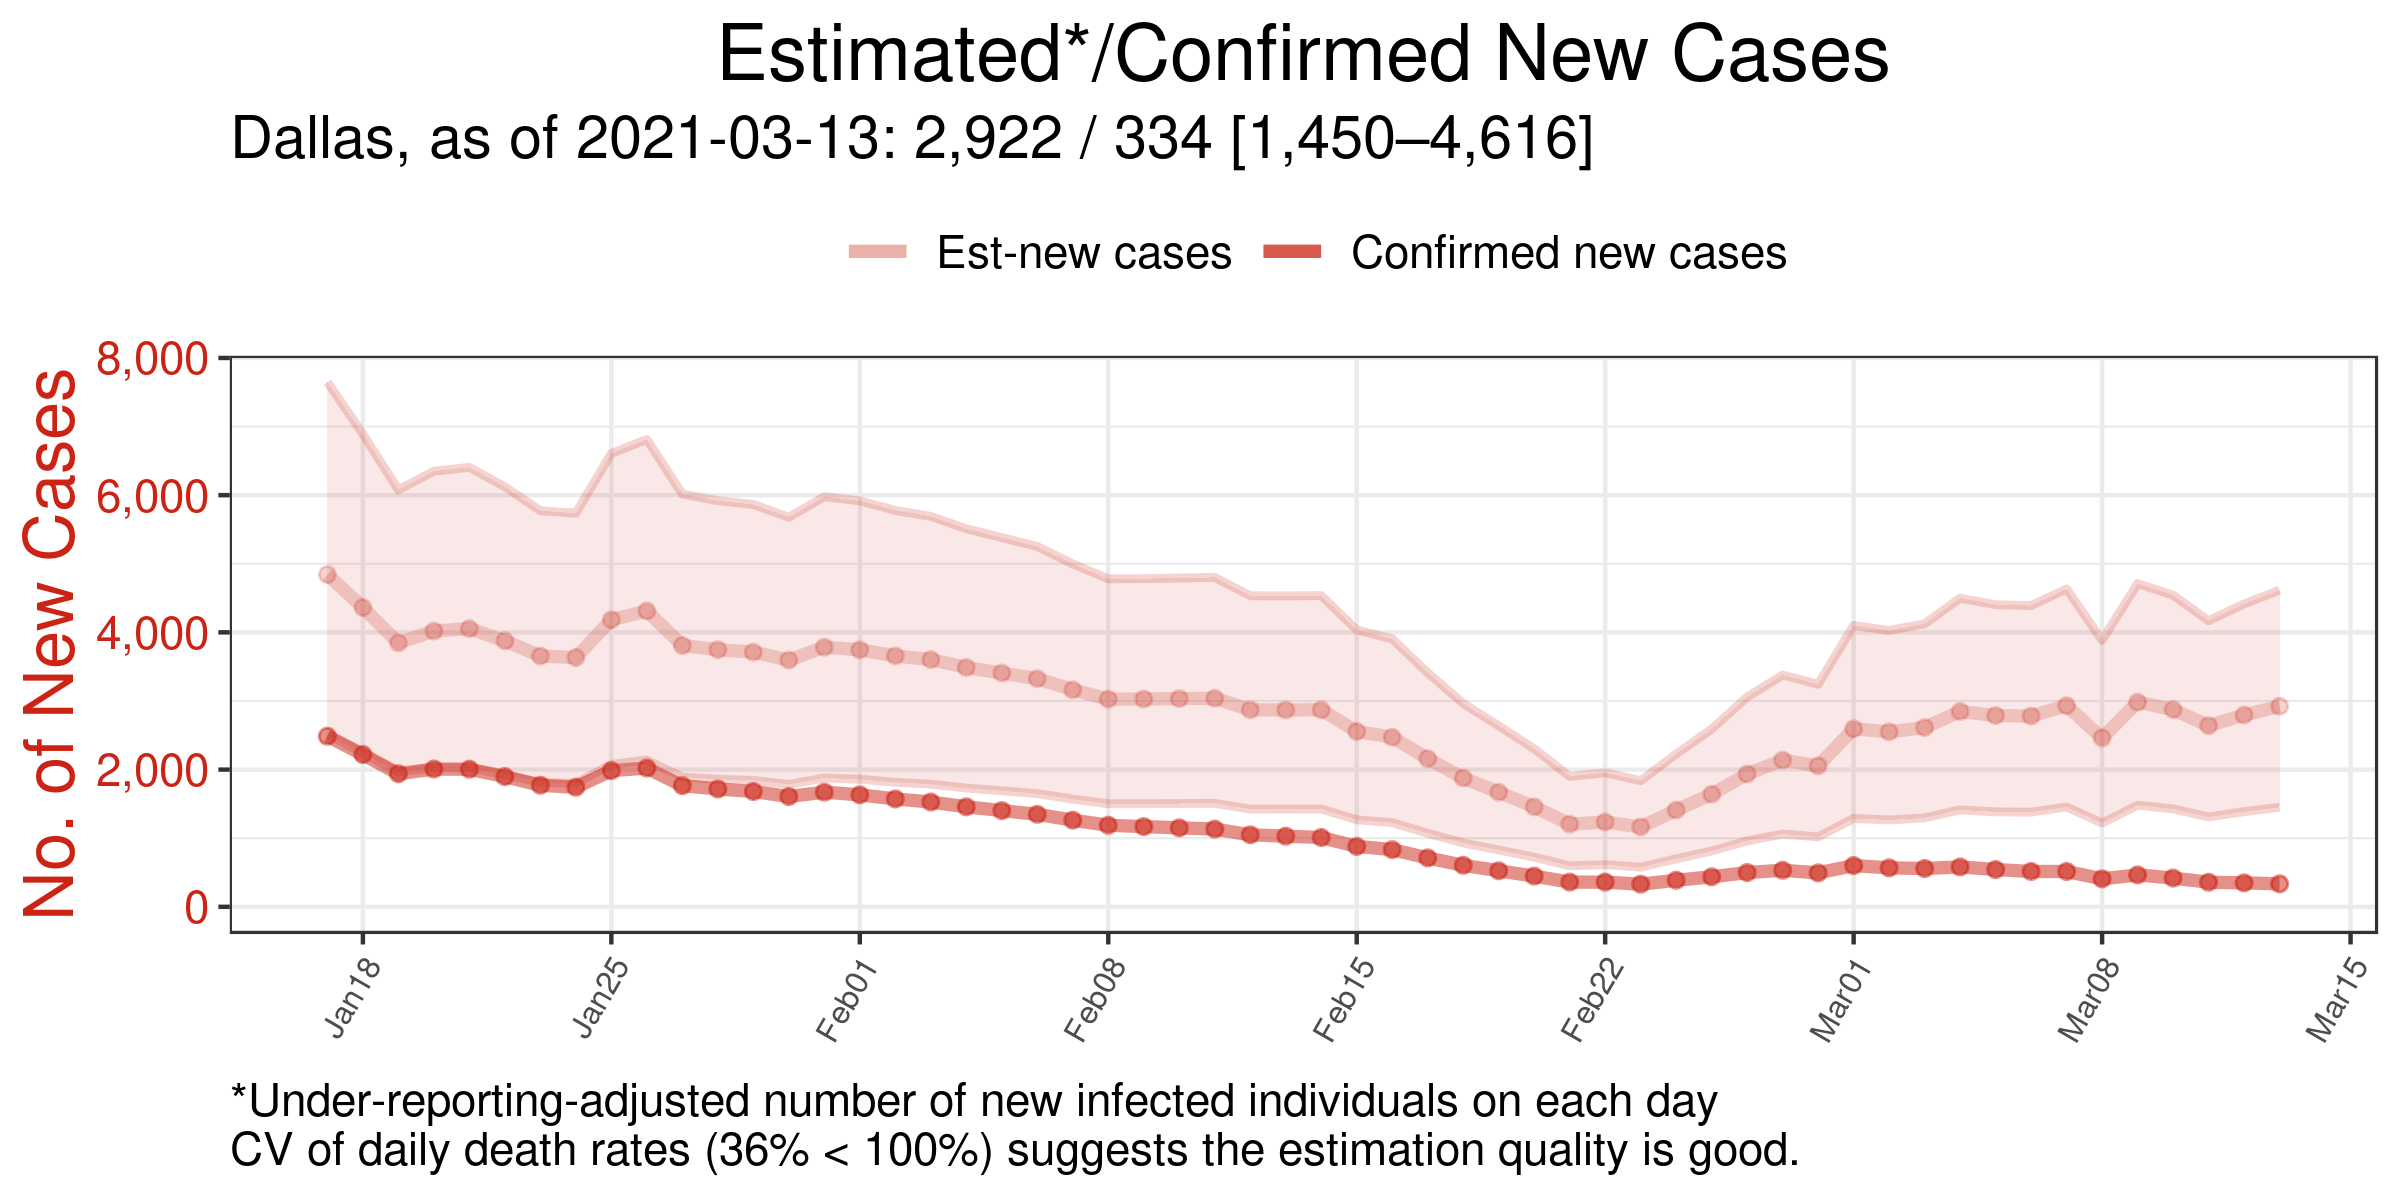 Estimated*/Confirmed New Cases
Dallas, as of 2021-03-13: 2,922 / 334 [1,450–4,616]
Est-new cases
Confirmed new cases
No. of New Cases
8,000
6,000
4,000
2,000
0
Jan18
Jan25
Feb01
Feb08
Feb15
Feb22
Mar01
Mar08
Mar15
*Under-reporting-adjusted number of new infected individuals on each day
CV of daily death rates (36% < 100%) suggests the estimation quality is good.